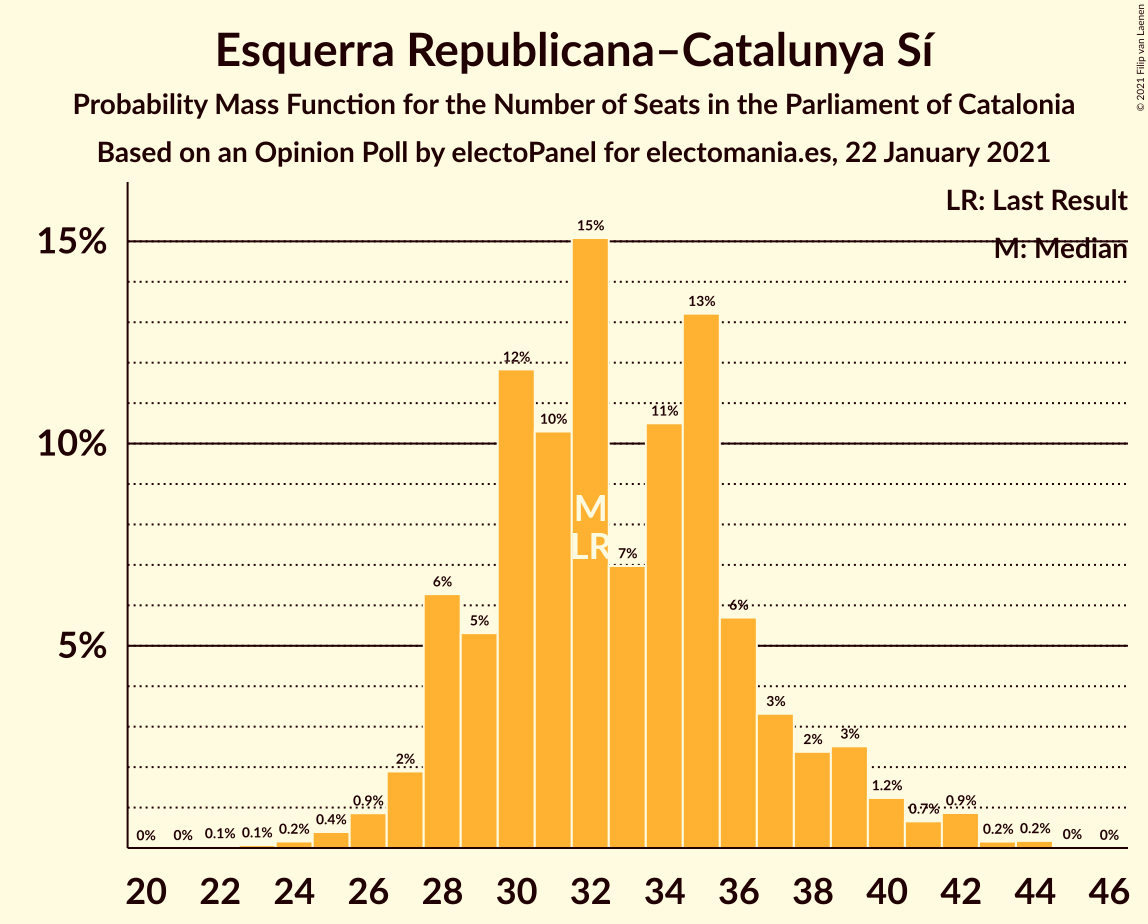 Esquerra Republicana–Catalunya Sí
Probability Mass Function for the Number of Seats in the Parliament of Catalonia
Based on an Opinion Poll by electoPanel for electomania.es, 22 January 2021
© 2021 Filip van Laenen
LR: Last Result
M: Median
15%
10%
5%
0% 0% 0.1% 0.1% 0.2% 0.4% 0.9% 2% 6% 5% 12% 10% 15% 7% 11% 13% 6% 3% 2% 3% 1.2% 0.7% 0.9% 0.2% 0.2% 0% 0%
M
LR
20 22 24 26 28 30 32 34 36 38 40 42 44 46